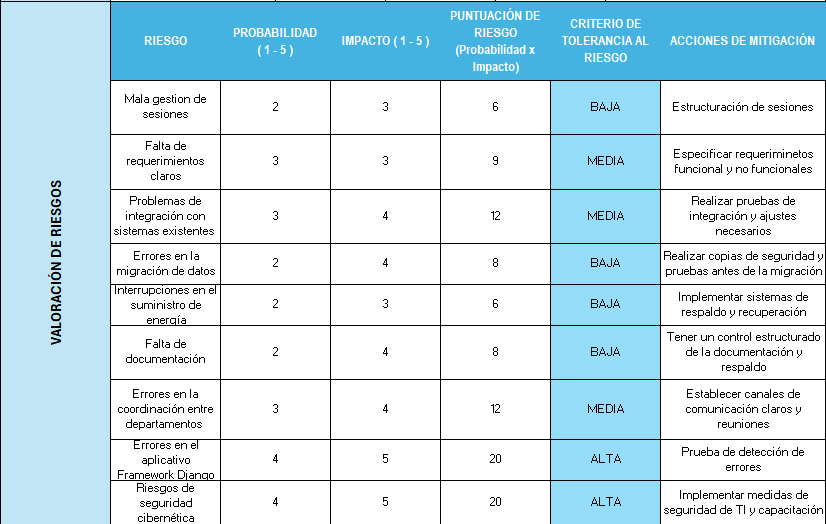 RIESGO
PROBABILIDAD
( 1 - 5 )
IMPACTO ( 1 - 5 )
PUNTUACIÓN DE
RIESGO
(Probabilidad x
Impacto)
CRITERIO DE
TOLERANCIA AL
RIESGO
ACCIONES DE MITIGACIÓN
VALORACIÓN DE RIESGOS
Mala gestion de
sesiones
2
3
6
BAJA
Estructuración de sesiones
Falta de
requerimientos
claros
3
3
9
MEDIA
Especificar requeriminetos
funcional y no funcionales
Problemas de
integración con
sistemas existentes
3
4
12
MEDIA
Realizar pruebas de
integración y ajustes
necesarios
Errores en la
migración de datos
2
4
8
BAJA
Realizar copias de seguridad y
pruebas antes de la migración
Interrupciones en el
suministro de
energía
2
3
6
BAJA
Implementar sistemas de
respaldo y recuperación
Falta de
documentación
2
4
8
BAJA
Tener un control estructurado
de la documentación y
respaldo
Errores en la
coordinación entre
departamentos
3
4
12
MEDIA
Establecer canales de
comunicación claros y
reuniones
Errores en el
aplicativo
Framework Django
4
5
20
ALTA
Prueba de detección de
errores
Riesgos de
seguridad
cibernética
4
5
20
ALTA
Implementar medidas de
seguridad de TI y capacitación